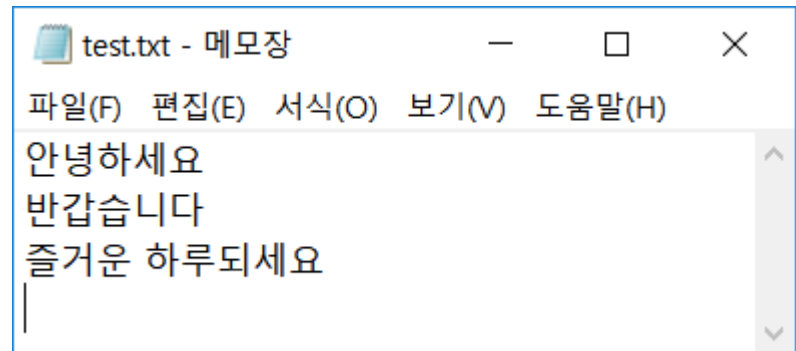 test.txt - 메모장
파일(F) 편집(E) 서식(O) 보기(V) 도움말(H)
안녕하세요
반갑습니다
즐거운 하루되세요